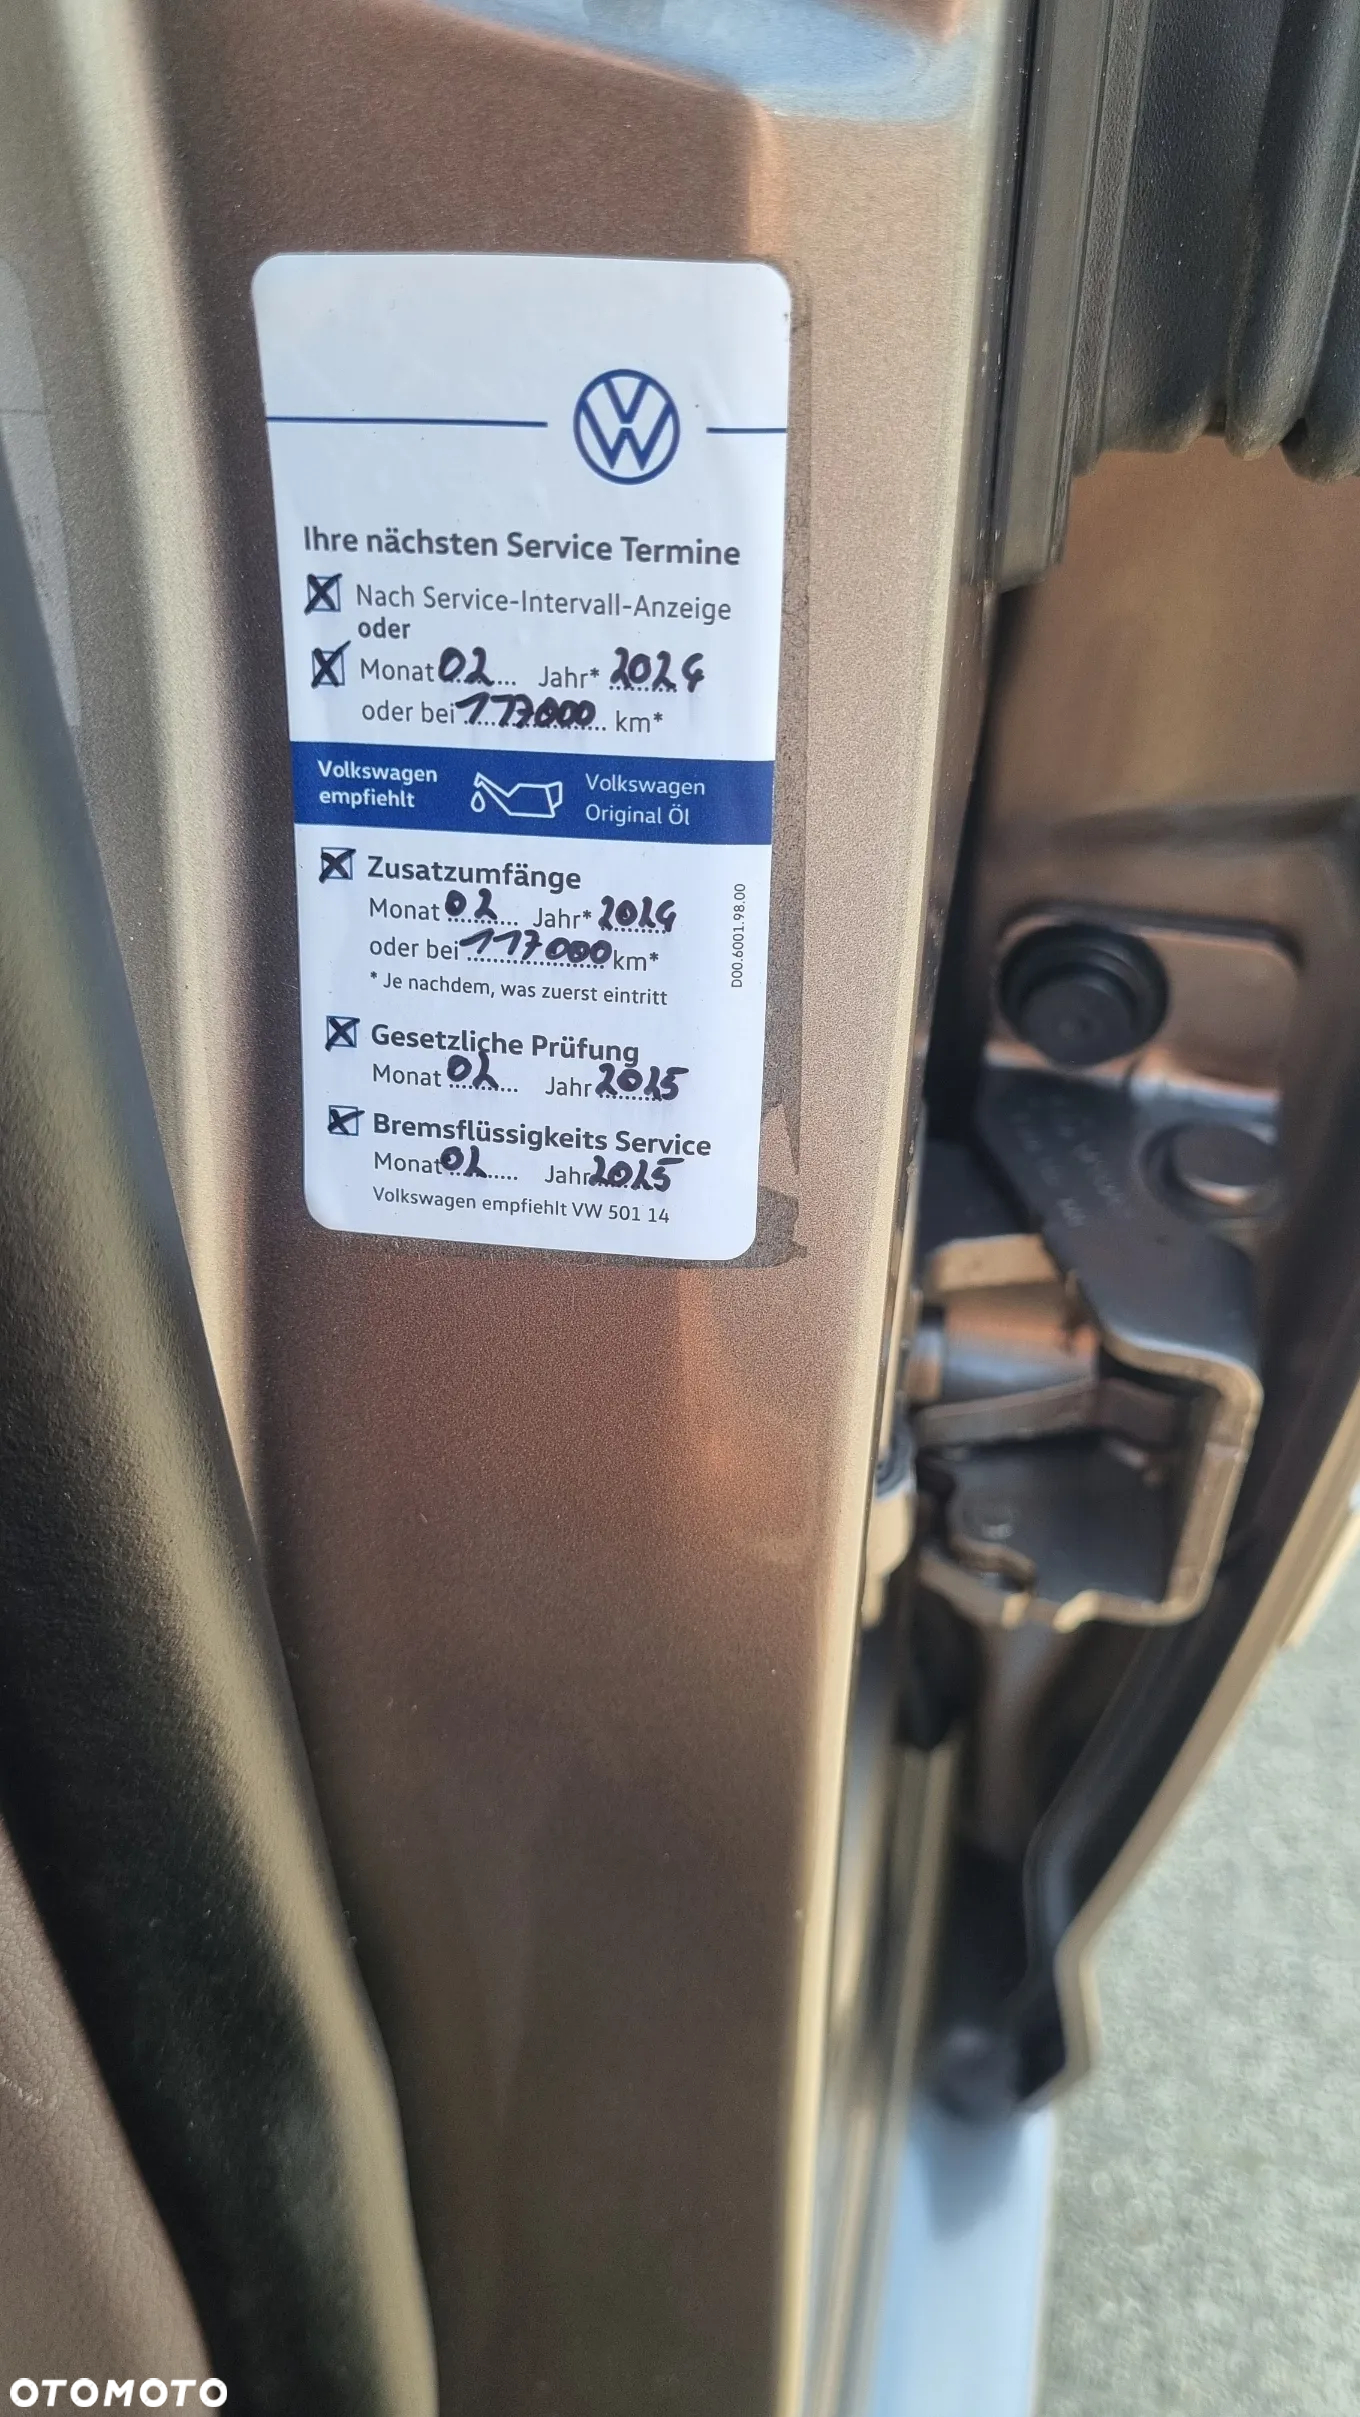 Ihre nächsten Service Termine
Nach Service-Intervall-Anzeige
oder
Monat 02 Jahr* 2024
oder bei 117000 km*
Volkswagen
empfiehlt
Volkswagen
Original Öl
Zusatzumfänge
Monat 02 Jahr* 2024
oder bei 117000 km*
* Je nachdem, was zuerst eintritt
D00.6001.98.00
Gesetzliche Prüfung
Monat 02 Jahr 2025
Bremsflüssigkeits Service
Monat 02 Jahr 2025
Volkswagen empfiehlt VW 501 14
OTOMOTO